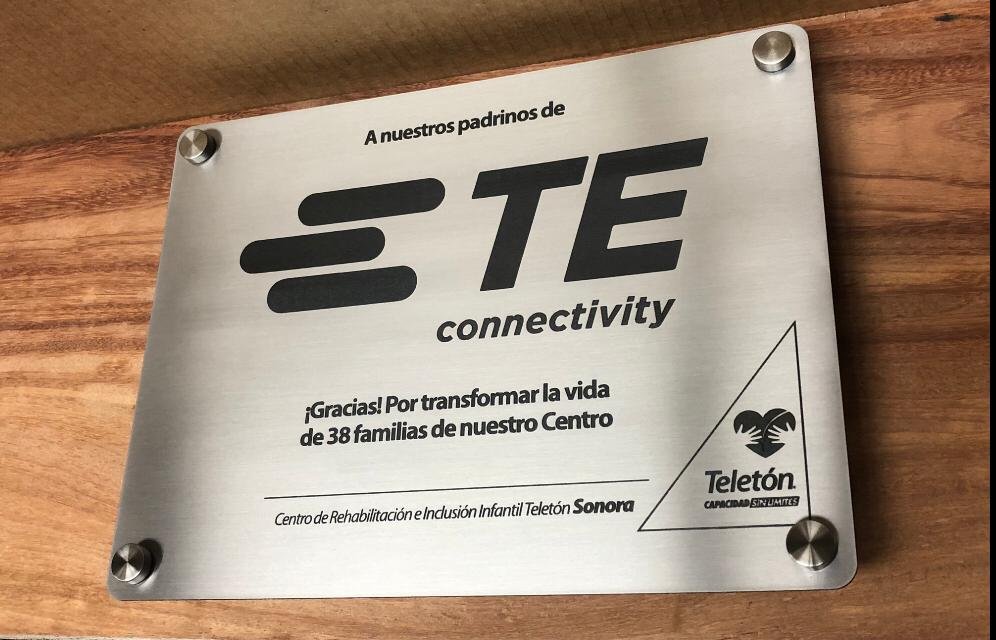 A nuestros padrinos de
TE
connectivity
¡Gracias! Por transformar la vida
de 38 familias de nuestro Centro
Centro de Rehabilitación e Inclusión Infantil Teletón Sonora
Teletón
CAPACIDAD SIN LIMITES